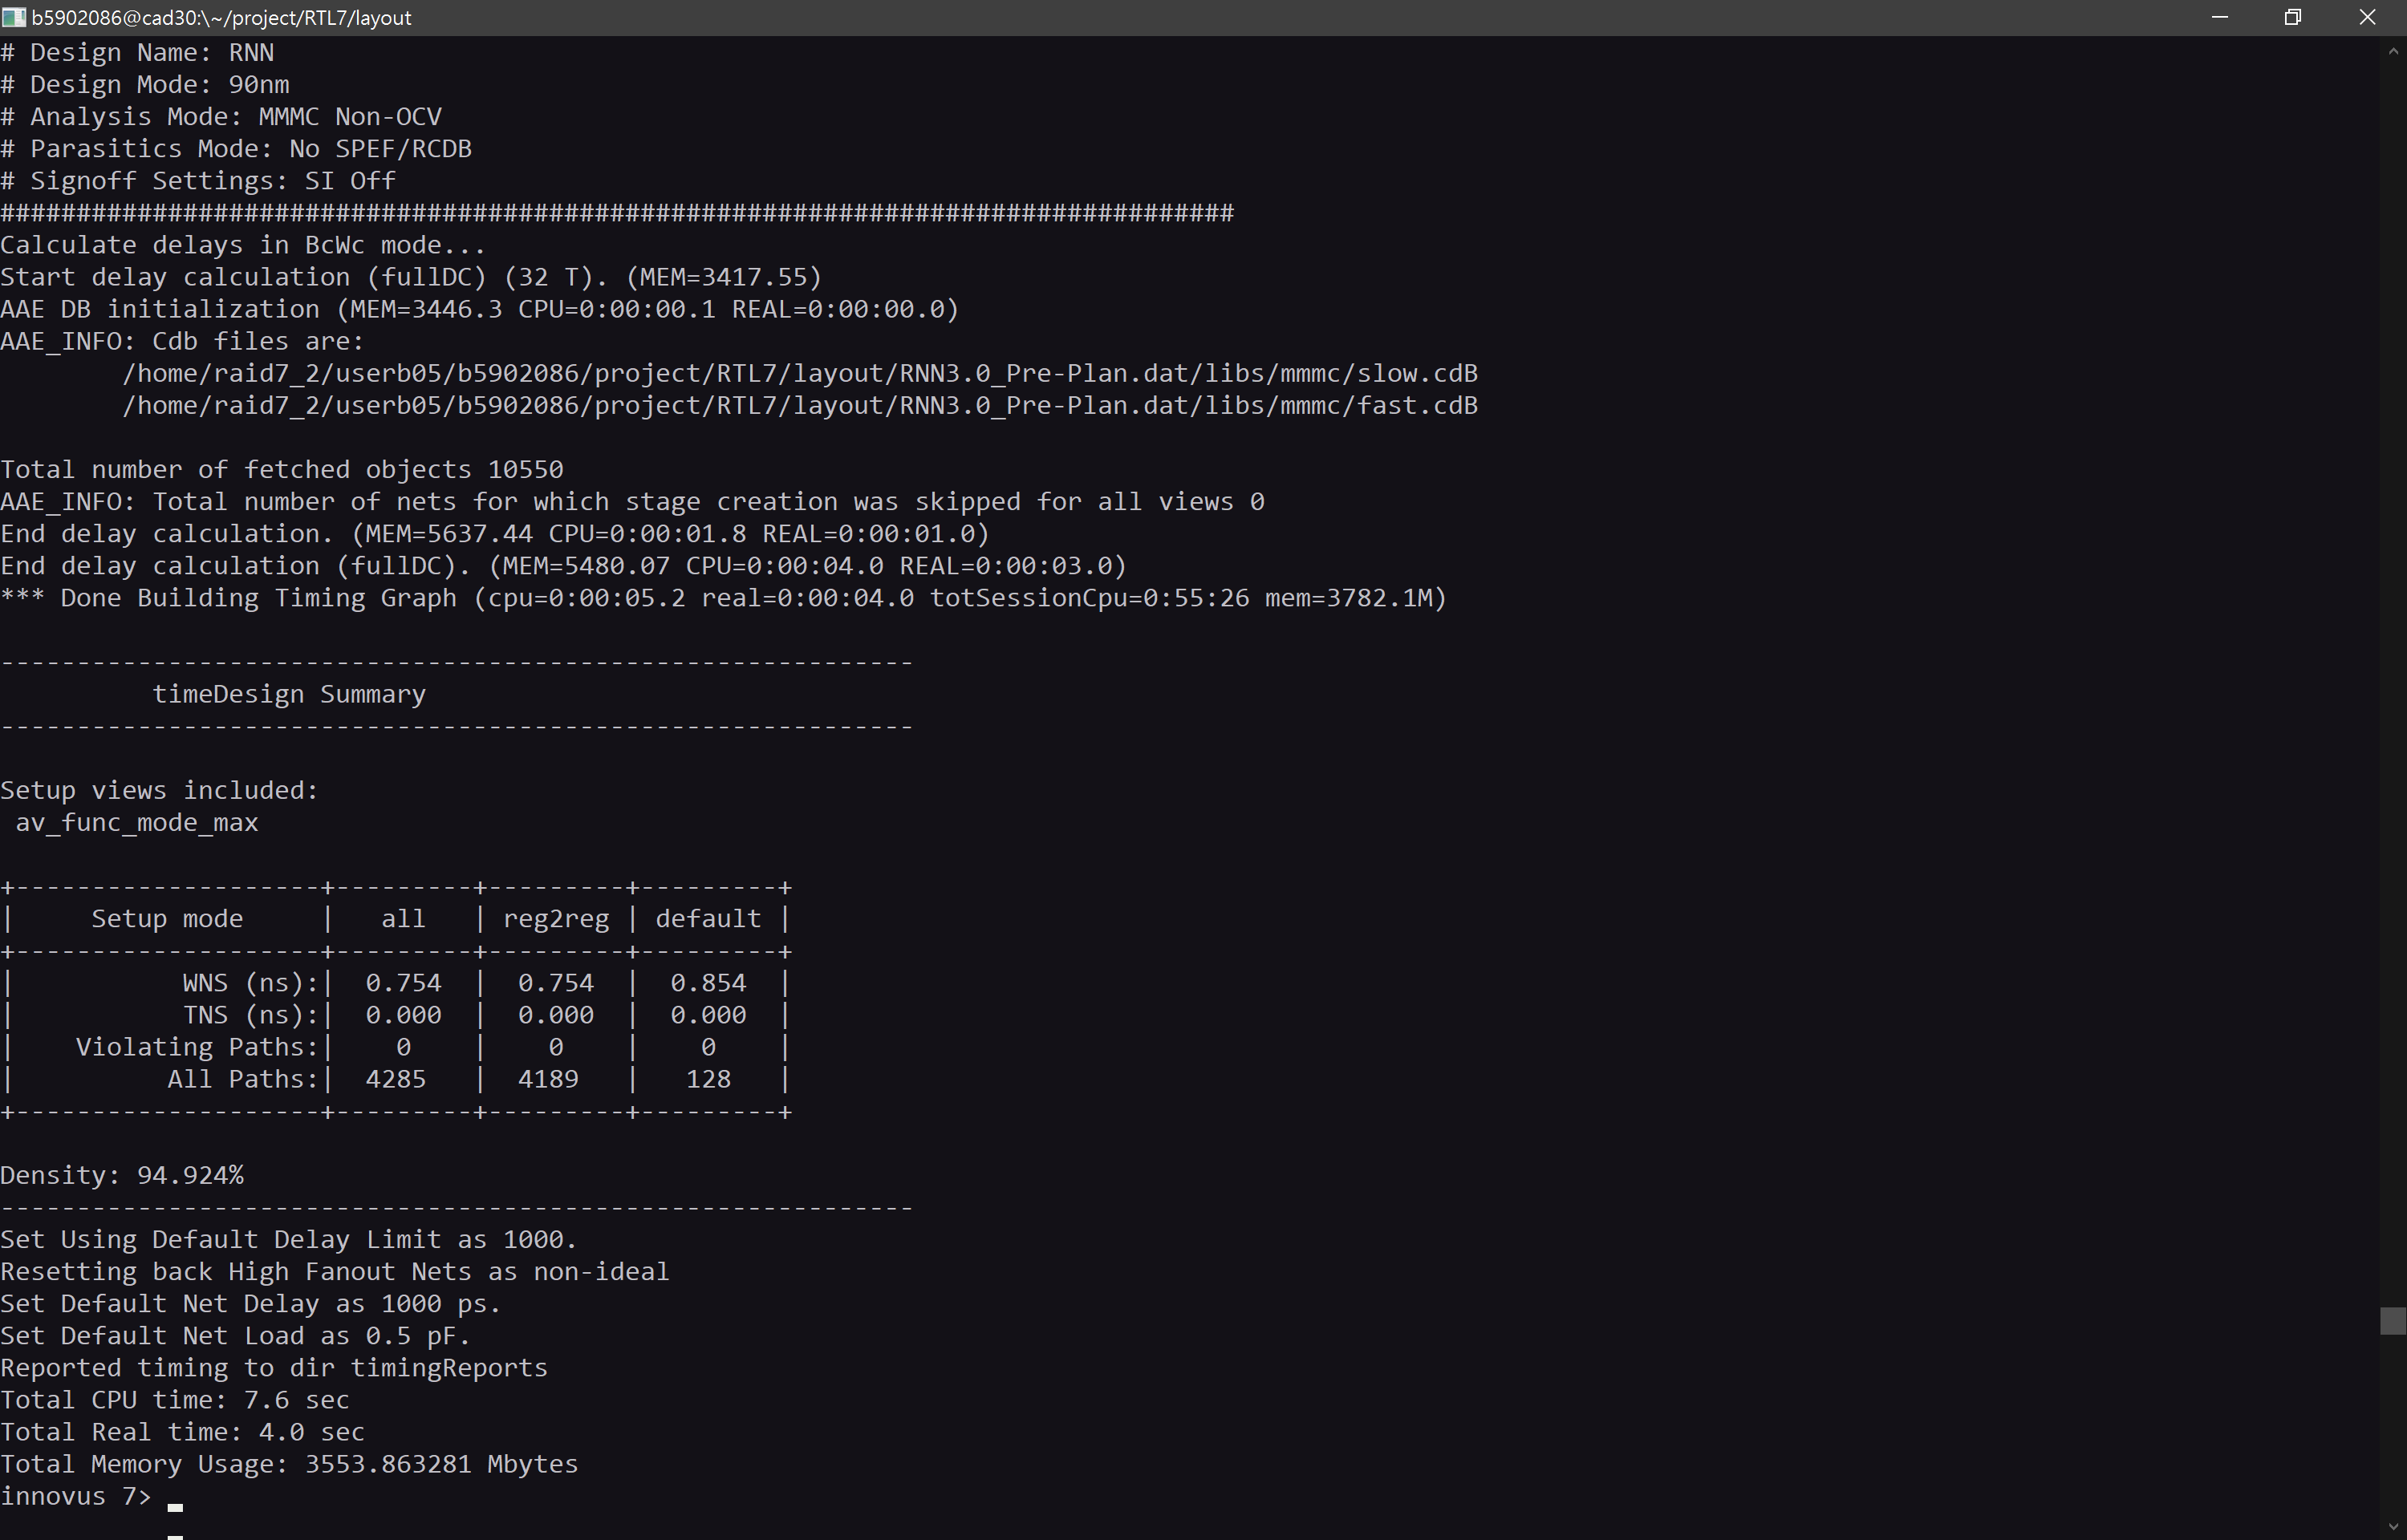 b5902086@cad30:\~/project/RTL7/layout
# Design Name: RNN
# Design Mode: 90nm
# Analysis Mode: MMMC Non-OCV
# Parasitics Mode: No SPEF/RCDB
# Signoff Settings: SI Off
#################################################################################
Calculate delays in BcWc mode...
Start delay calculation (fullDC) (32 T). (MEM=3417.55)
AAE DB initialization (MEM=3446.3 CPU=0:00:00.1 REAL=0:00:00.0)
AAE_INFO: Cdb files are:
        /home/raid7_2/userb05/b5902086/project/RTL7/layout/RNN3.0_Pre-Plan.dat/libs/mmmc/slow.cdB
        /home/raid7_2/userb05/b5902086/project/RTL7/layout/RNN3.0_Pre-Plan.dat/libs/mmmc/fast.cdB
Total number of fetched objects 10550
AAE_INFO: Total number of nets for which stage creation was skipped for all views 0
End delay calculation. (MEM=5637.44 CPU=0:00:01.8 REAL=0:00:01.0)
End delay calculation (fullDC). (MEM=5480.07 CPU=0:00:04.0 REAL=0:00:03.0)
*** Done Building Timing Graph (cpu=0:00:05.2 real=0:00:04.0 totSessionCpu=0:55:26 mem=3782.1M)
------------------------------------------------------------
          timeDesign Summary
------------------------------------------------------------
Setup views included:
 av_func_mode_max
+--------------------+---------+---------+---------+
|     Setup mode     |   all   | reg2reg | default |
+--------------------+---------+---------+---------+
|           WNS (ns):|  0.754  |  0.754  |  0.854  |
|           TNS (ns):|  0.000  |  0.000  |  0.000  |
|    Violating Paths:|    0    |    0    |    0    |
|          All Paths:|  4285   |  4189   |   128   |
+--------------------+---------+---------+---------+
Density: 94.924%
------------------------------------------------------------
Set Using Default Delay Limit as 1000.
Resetting back High Fanout Nets as non-ideal
Set Default Net Delay as 1000 ps.
Set Default Net Load as 0.5 pF.
Reported timing to dir timingReports
Total CPU time: 7.6 sec
Total Real time: 4.0 sec
Total Memory Usage: 3553.863281 Mbytes
innovus 7>